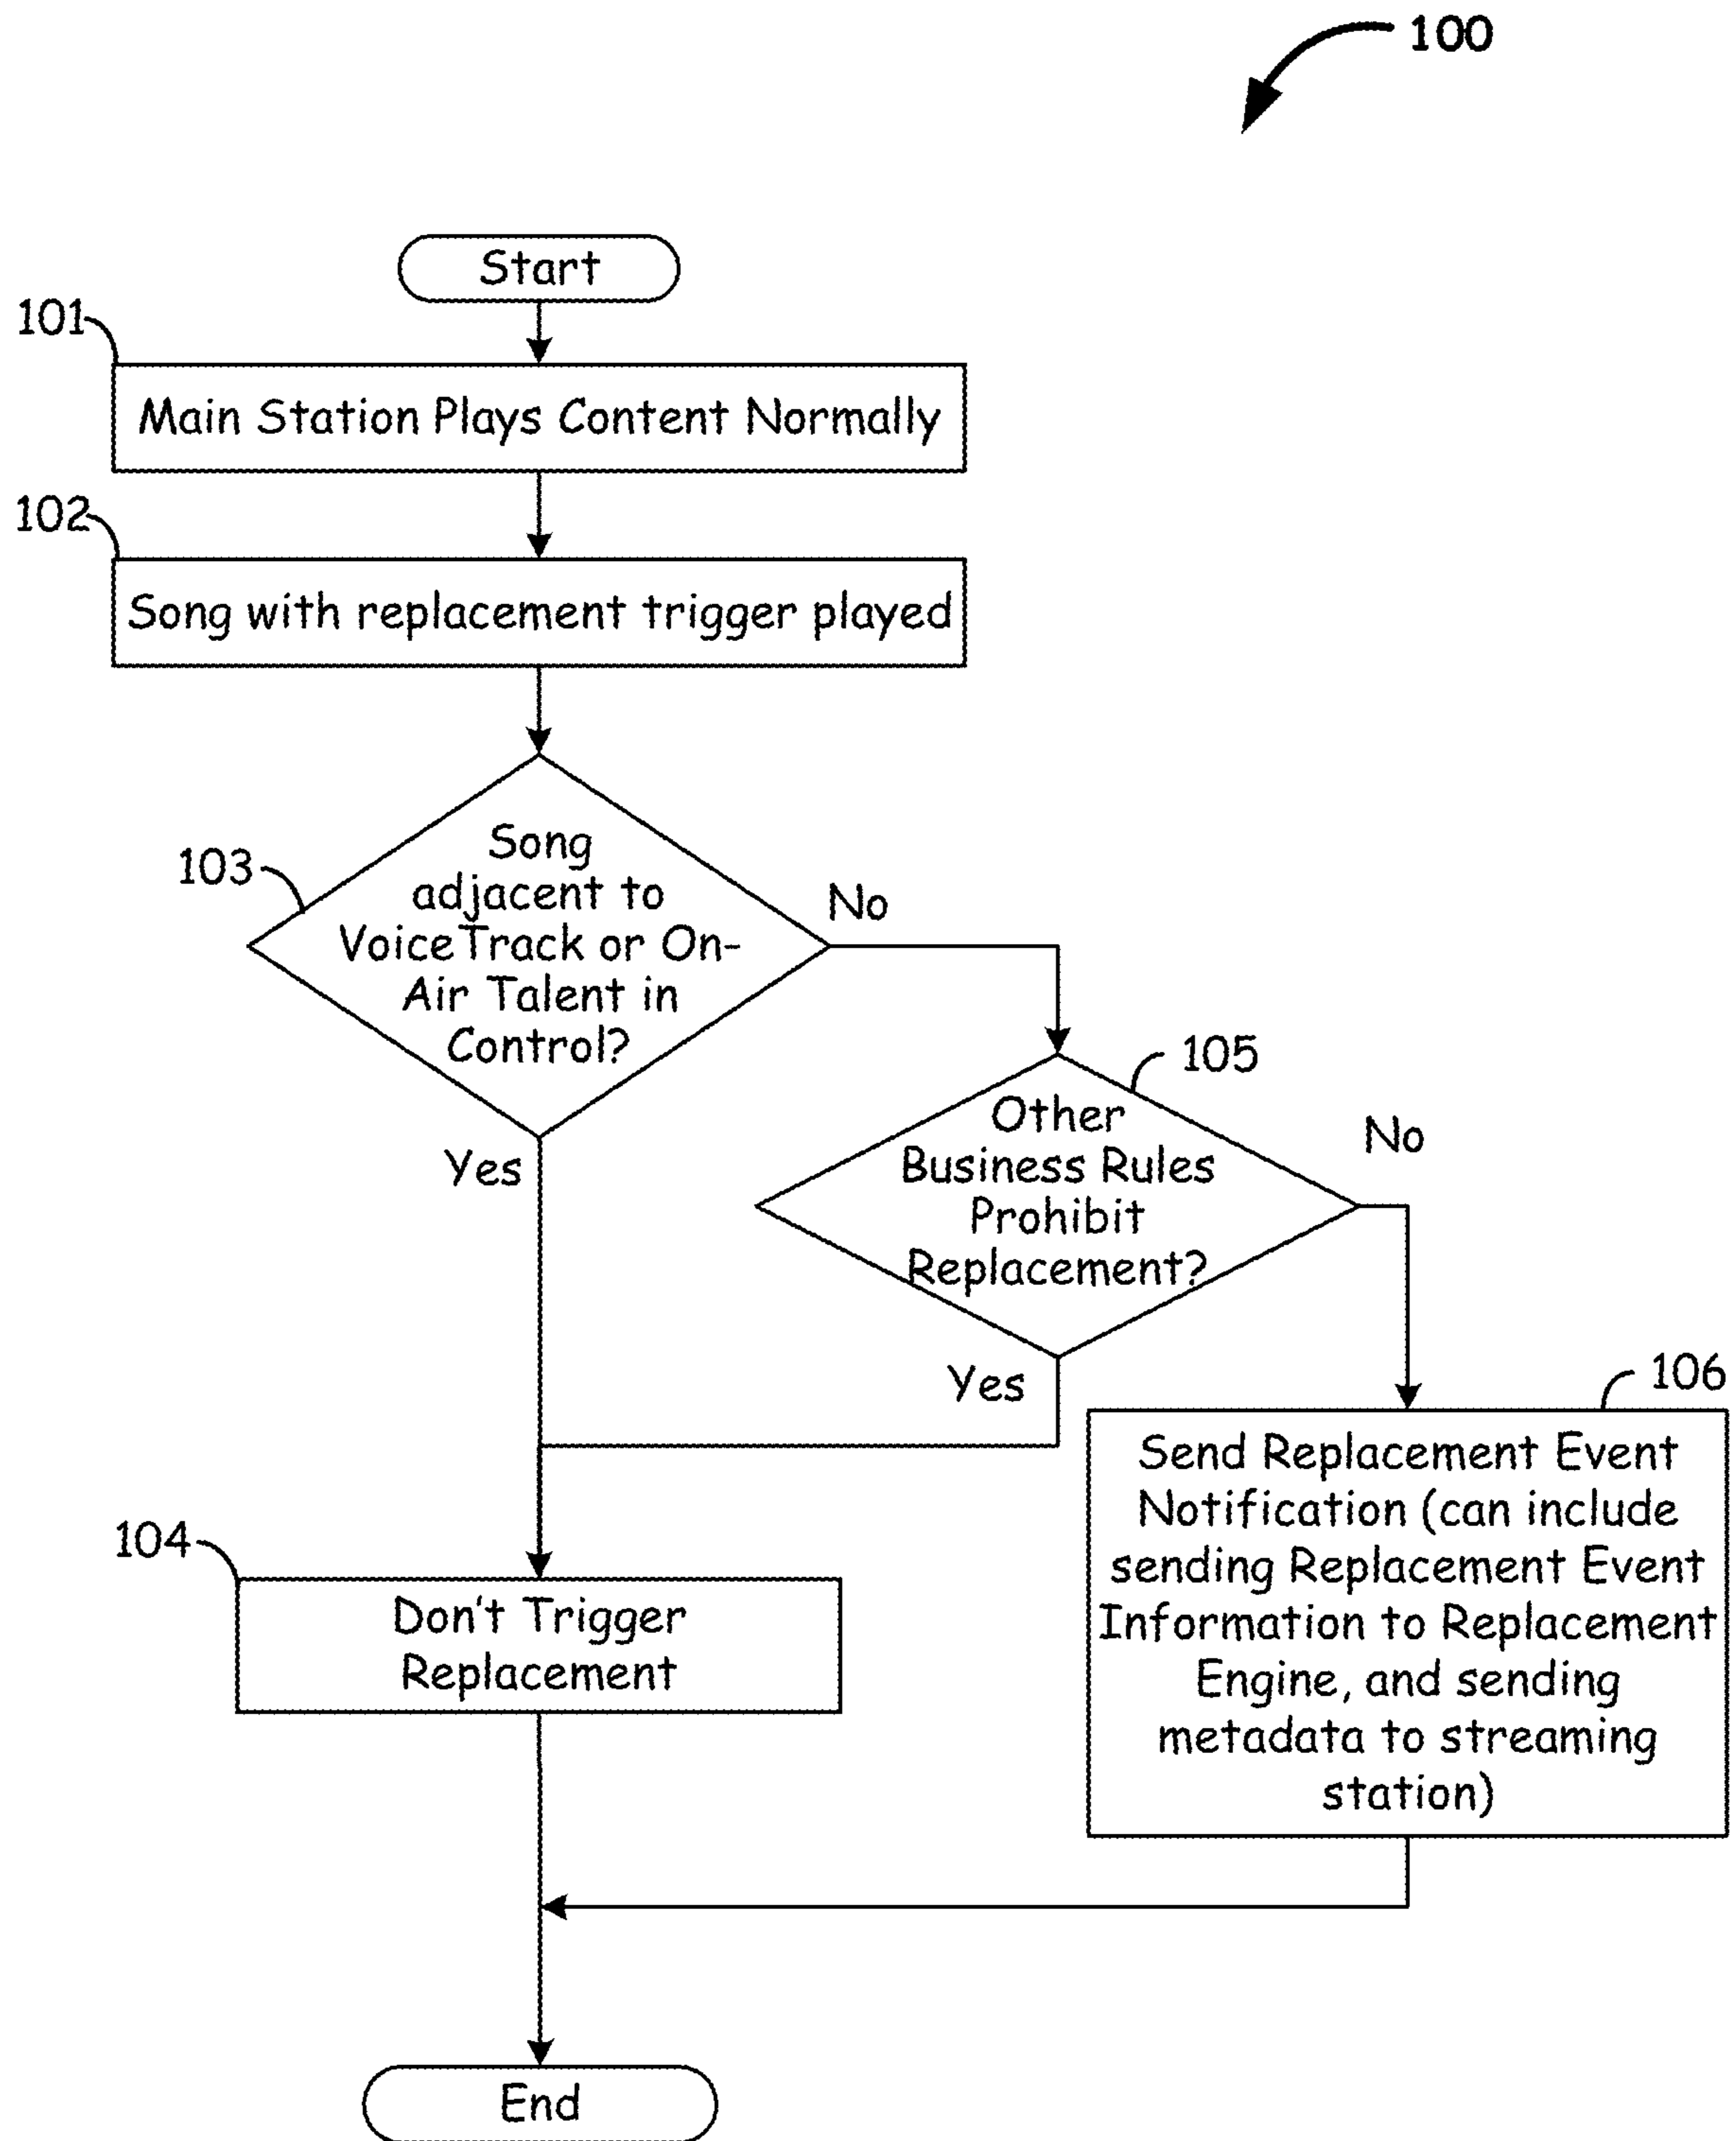 100
Start
101
Main Station Plays Content Normally
102
Song with replacement trigger played
103
Song
adjacent to
VoiceTrack or On-
Air Talent in
Control?
No
Yes
105
Other
Business Rules
Prohibit
Replacement?
No
Yes
106
Send Replacement Event
Notification (can include
sending Replacement Event
Information to Replacement
Engine, and sending
metadata to streaming
station)
104
Don't Trigger
Replacement
End